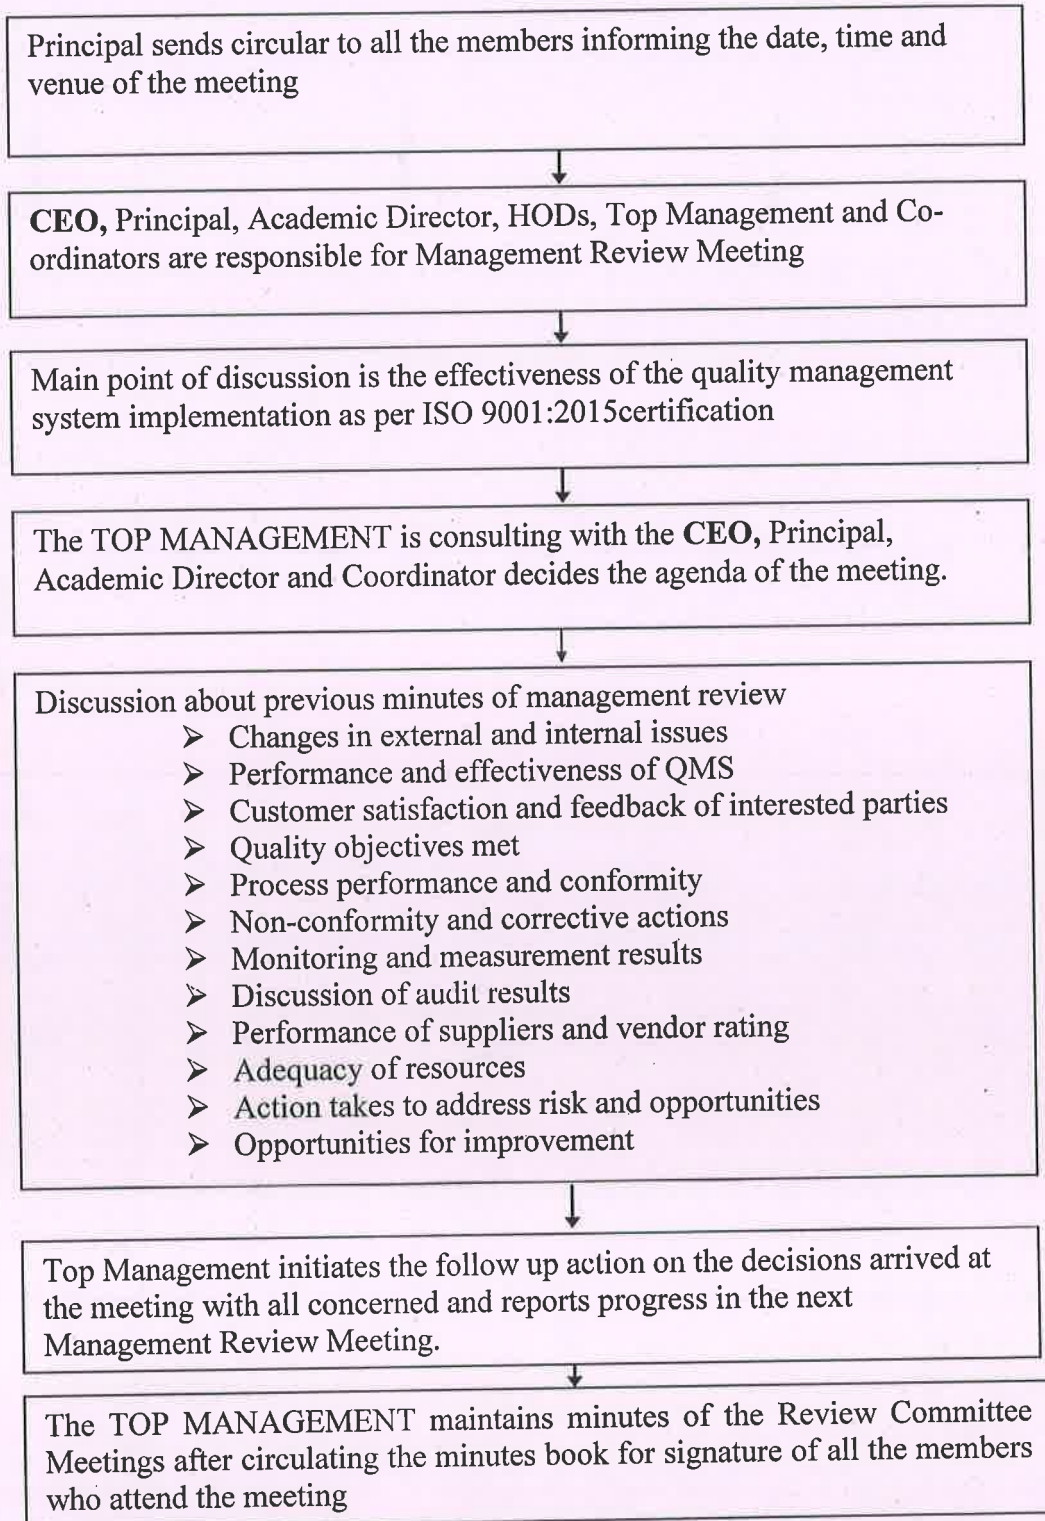 Principal sends circular to all the members informing the date, time and
venue of the meeting
CEO, Principal, Academic Director, HODs, Top Management and Co-
ordinators are responsible for Management Review Meeting
Main point of discussion is the effectiveness of the quality management
system implementation as per ISO 9001:2015certification
The TOP MANAGEMENT is consulting with the CEO, Principal,
Academic Director and Coordinator decides the agenda of the meeting.
Discussion about previous minutes of management review
➢ Changes in external and internal issues
➢ Performance and effectiveness of QMS
➢ Customer satisfaction and feedback of interested parties
➢ Quality objectives met
➢ Process performance and conformity
➢ Non-conformity and corrective actions
➢ Monitoring and measurement results
➢ Discussion of audit results
➢ Performance of suppliers and vendor rating
➢ Adequacy of resources
➢ Action takes to address risk and opportunities
➢ Opportunities for improvement
Top Management initiates the follow up action on the decisions arrived at
the meeting with all concerned and reports progress in the next
Management Review Meeting.
The TOP MANAGEMENT maintains minutes of the Review Committee
Meetings after circulating the minutes book for signature of all the members
who attend the meeting